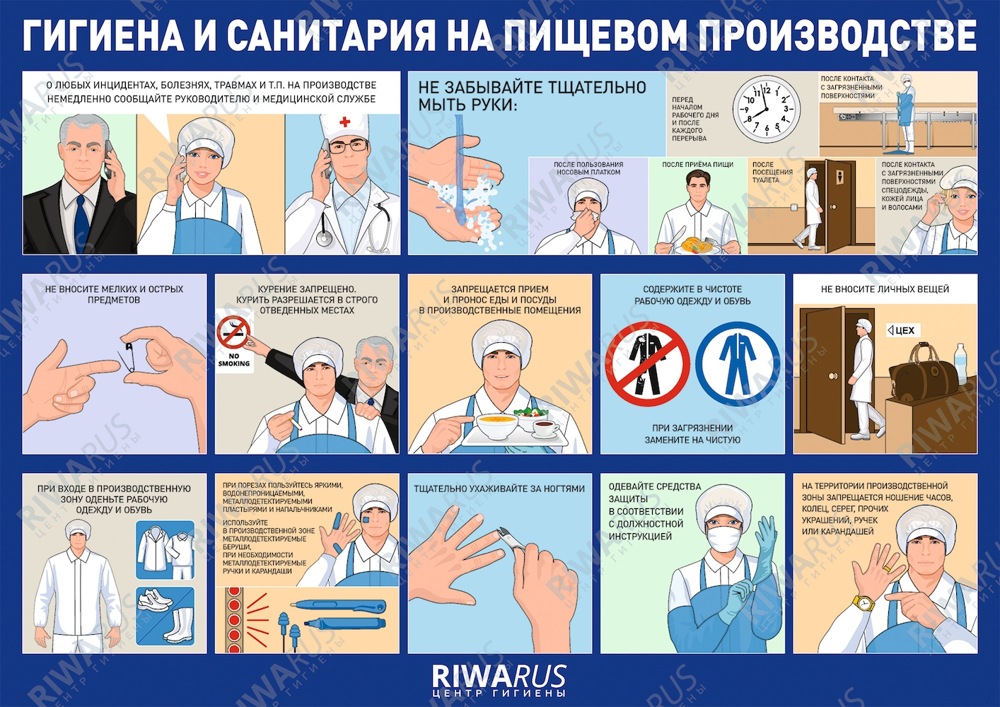 ГИГИЕНА И САНИТАРИЯ НА ПИЩЕВОМ ПРОИЗВОДСТВЕ
О ЛЮБЫХ ИНЦИДЕНТАХ, БОЛЕЗНЯХ, ТРАВМАХ И Т.П. НА ПРОИЗВОДСТВЕ
НЕМЕДЛЕННО СООБЩАЙТЕ РУКОВОДИТЕЛЮ И МЕДИЦИНСКОЙ СЛУЖБЕ
НЕ ЗАБЫВАЙТЕ ТЩАТЕЛЬНО
МЫТЬ РУКИ:
ПЕРЕД
НАЧАЛОМ
РАБОЧЕГО ДНЯ
И ПОСЛЕ
КАЖДОГО
ПЕРЕРЫВА
12
1
2
3
4
5
6
7
8
9
10
11
ПОСЛЕ КОНТАКТА
С ЗАГРЯЗНЕННЫМИ
ПОВЕРХНОСТЯМИ
ПОСЛЕ ПОЛЬЗОВАНИЯ
НОСОВЫМ ПЛАТКОМ
ПОСЛЕ ПРИЁМА ПИЩИ
ПОСЛЕ
ПОСЕЩЕНИЯ
ТУАЛЕТА
ПОСЛЕ КОНТАКТА
С ЗАГРЯЗНЕННЫМИ
ПОВЕРХНОСТЯМИ
СПЕЦОДЕЖДЫ,
КОЖЕЙ ЛИЦА
И ВОЛОСАМИ
НЕ ВНОСИТЕ МЕЛКИХ И ОСТРЫХ
ПРЕДМЕТОВ
КУРЕНИЕ ЗАПРЕЩЕНО.
КУРИТЬ РАЗРЕШАЕТСЯ В СТРОГО
ОТВЕДЕННЫХ МЕСТАХ
NO
SMOKING
ЗАПРЕЩАЕТСЯ ПРИЕМ
И ПРОНОС ЕДЫ И ПОСУДЫ
В ПРОИЗВОДСТВЕННЫЕ ПОМЕЩЕНИЯ
СОДЕРЖИТЕ В ЧИСТОТЕ
РАБОЧУЮ ОДЕЖДУ И ОБУВЬ
ПРИ ЗАГРЯЗНЕНИИ
ЗАМЕНИТЕ НА ЧИСТУЮ
НЕ ВНОСИТЕ ЛИЧНЫХ ВЕЩЕЙ
ЦЕХ
ПРИ ВХОДЕ В ПРОИЗВОДСТВЕННУЮ
ЗОНУ ОДЕНЬТЕ РАБОЧУЮ
ОДЕЖДУ И ОБУВЬ
ПРИ ПОРЕЗАХ ПОЛЬЗУЙТЕСЬ ЯРКИМИ,
ВОДОНЕПРОНИЦАЕМЫМИ,
МЕТАЛЛОДЕТЕКТИРУЕМЫМИ
ПЛАСТЫРЯМИ И НАПАЛЬЧНИКАМИ
ИСПОЛЬЗУЙТЕ
В ПРОИЗВОДСТВЕННОЙ ЗОНЕ
МЕТАЛЛОДЕТЕКТИРУЕМЫЕ
БЕРУШИ,
ПРИ НЕОБХОДИМОСТИ
МЕТАЛЛОДЕТЕКТИРУЕМЫЕ
РУЧКИ И КАРАНДАШИ
ТЩАТЕЛЬНО УХАЖИВАЙТЕ ЗА НОГТЯМИ
ОДЕВАЙТЕ СРЕДСТВА
ЗАЩИТЫ
В СООТВЕТСТВИИ
С ДОЛЖНОСТНОЙ
ИНСТРУКЦИЕЙ
НА ТЕРРИТОРИИ ПРОИЗВОДСТВЕННОЙ
ЗОНЫ ЗАПРЕЩАЕТСЯ НОШЕНИЕ ЧАСОВ,
КОЛЕЦ, СЕРЕГ, ПРОЧИХ
УКРАШЕНИЙ, РУЧЕК
ИЛИ КАРАНДАШЕЙ
RIWARUS
ЦЕНТР ГИГИЕНЫ